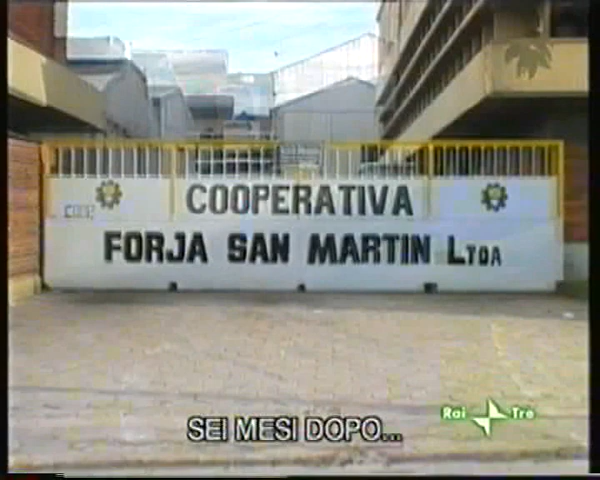 COOPERATIVA
FORJA SAN MARTIN LTDA
Rai Tre
SEI MESI DOPO...